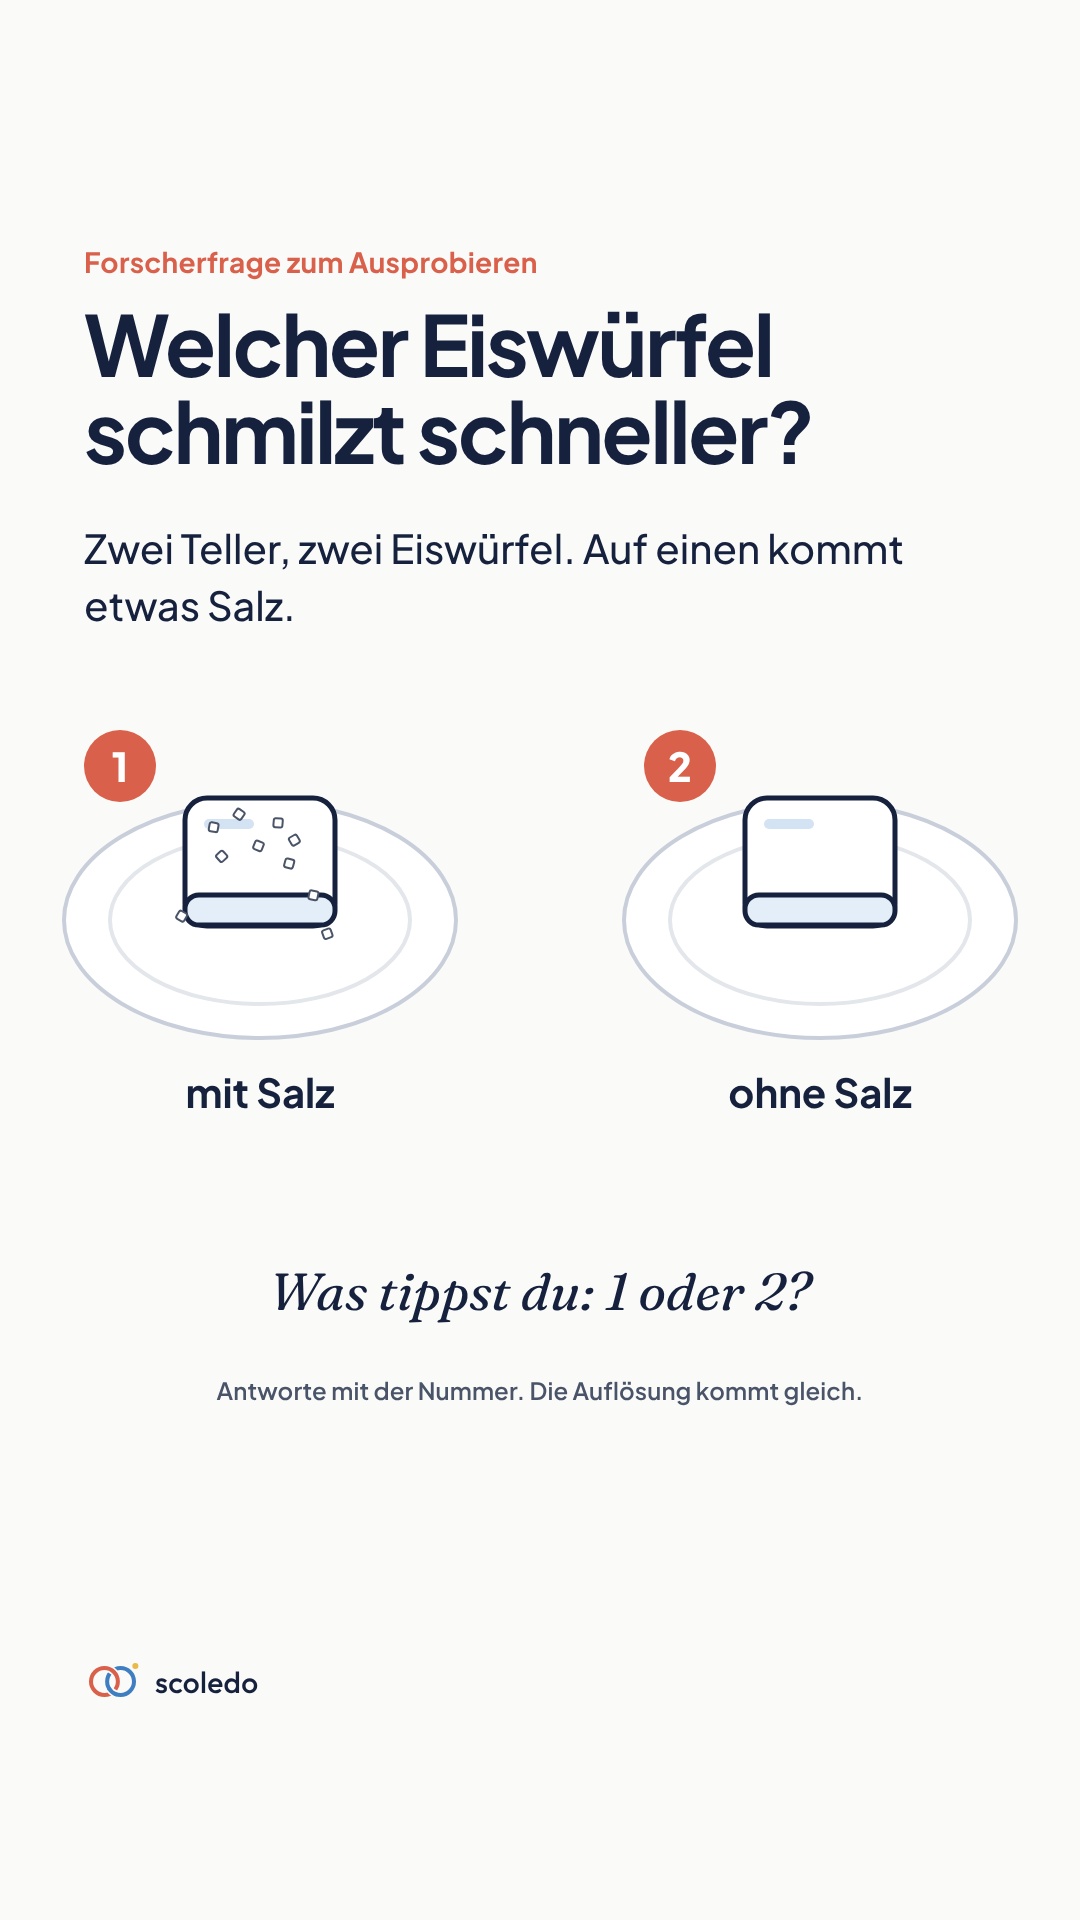 Forscherfrage zum Ausprobieren
Welcher Eiswürfel
schmilzt schneller?
Zwei Teller, zwei Eiswürfel. Auf einen kommt
etwas Salz.
1
2
mit Salz
ohne Salz
Was tippst du: 1 oder 2?
Antworte mit der Nummer. Die Auflösung kommt gleich.
scoledo